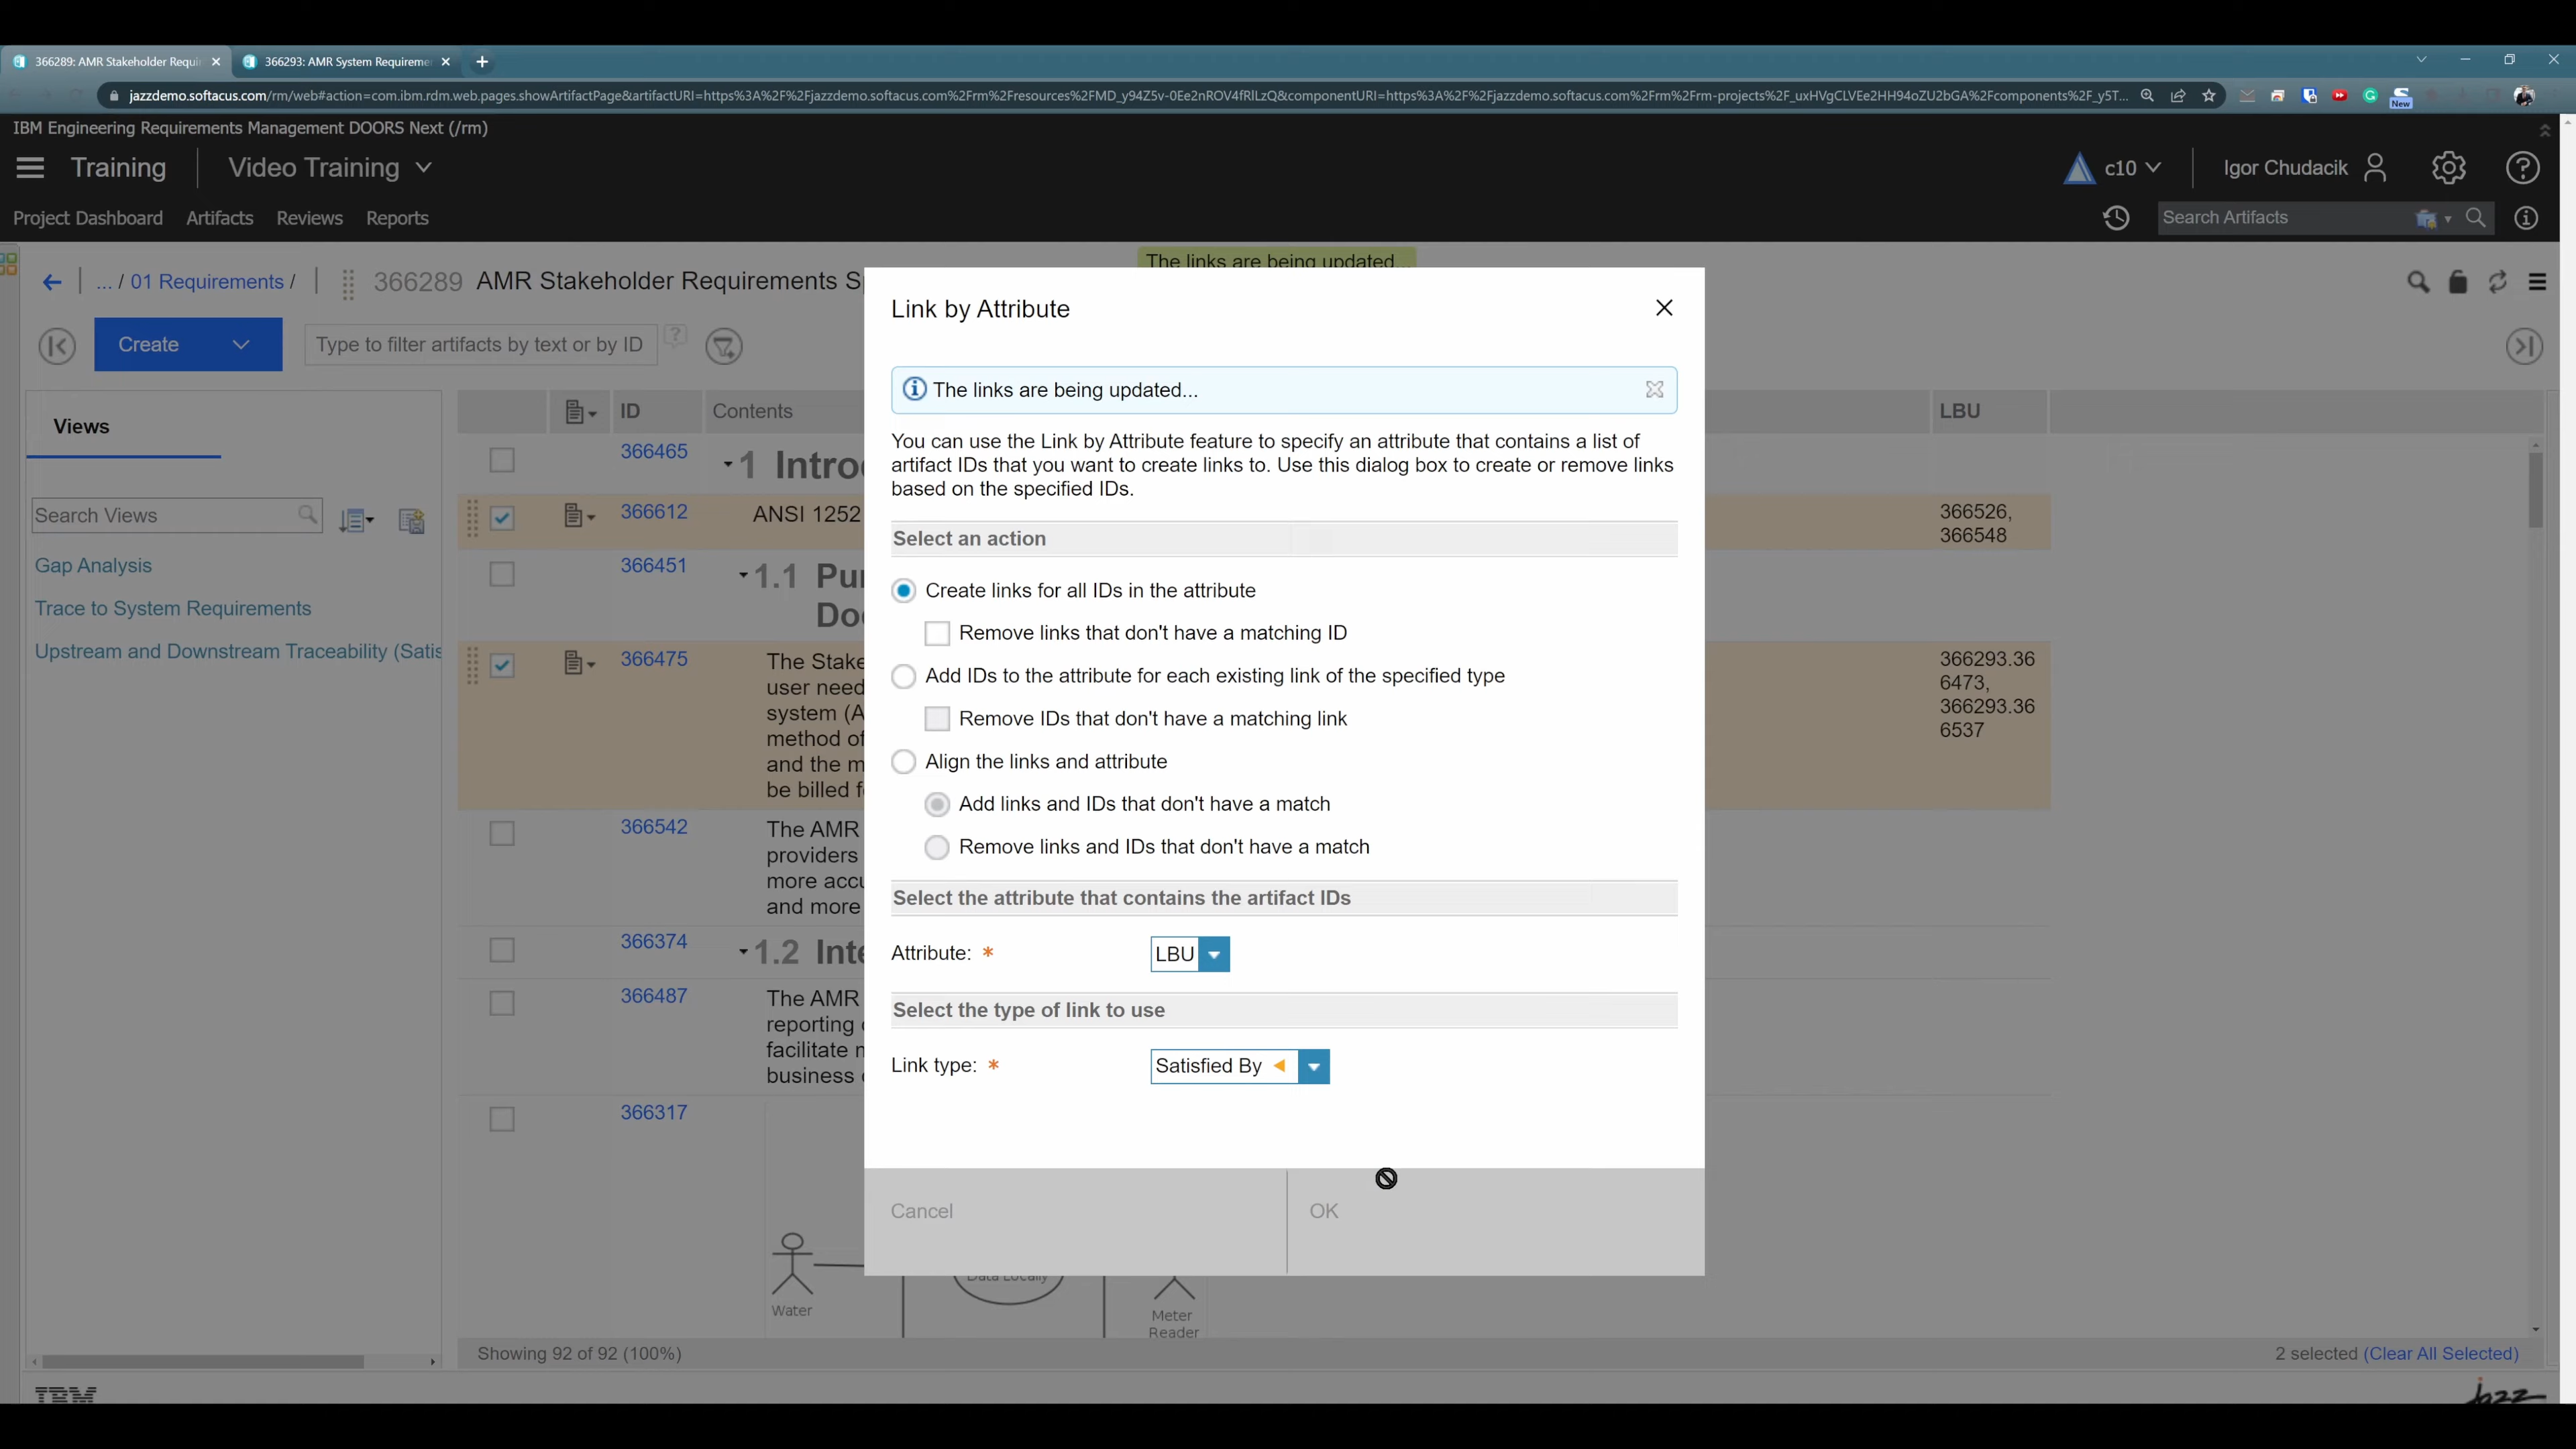 366289: AMR Stakeholder Requi
366293: AMR System Requireme
jazzdemo.softacus.com/rm/web#action=com.ibm.rdm.web.pages.showArtifactPage&artifactURI=https%3A%2F%2Fjazzdemo.softacus.com%2Frm%2Fresources%2FMD_y94Z5v-0Ee2nROV4fRlLzQ&componentURI=https%3A%2F%2Fjazzdemo.softacus.com%2Frm%2Frm-projects%2F_uxHVgCLVEe2HH94oZU2bGA%2Fcomponents%2F_y5T...
New
IBM Engineering Requirements Management DOORS Next (/rm)
Training
Video Training
c10
Igor Chudacik
Project Dashboard
Artifacts
Reviews
Reports
Search Artifacts
The links are being updated...
... / 01 Requirements /
366289 AMR Stakeholder Requirements S
Create
Type to filter artifacts by text or by ID
Views
Search Views
Gap Analysis
Trace to System Requirements
Upstream and Downstream Traceability (Satis
ID
Contents
LBU
366465
1 Intro
366612
ANSI 1252
366526,
366548
366451
1.1 Pur
Do
366475
The Stake
user need
system (A
method of
and the m
be billed f
366293.36
6473,
366293.36
6537
366542
The AMR
providers
more accu
and more
366374
1.2 Inte
366487
The AMR
reporting
facilitate
business
366317
Water
Data Locally
Meter
Reader
Link by Attribute
The links are being updated...
You can use the Link by Attribute feature to specify an attribute that contains a list of
artifact IDs that you want to create links to. Use this dialog box to create or remove links
based on the specified IDs.
Select an action
Create links for all IDs in the attribute
Remove links that don't have a matching ID
Add IDs to the attribute for each existing link of the specified type
Remove IDs that don't have a matching link
Align the links and attribute
Add links and IDs that don't have a match
Remove links and IDs that don't have a match
Select the attribute that contains the artifact IDs
Attribute: *
LBU
Select the type of link to use
Link type: *
Satisfied By
Cancel
OK
Showing 92 of 92 (100%)
2 selected (Clear All Selected)
IBM
jazz